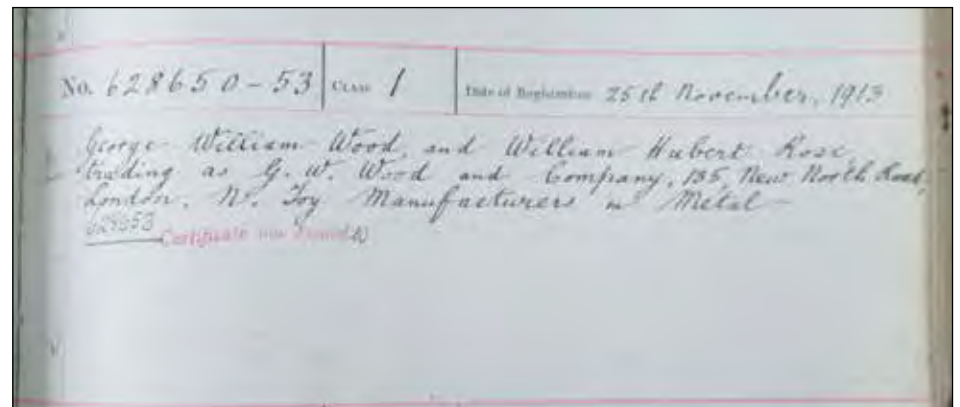 No. 628650-53 CLASS 1 Date of Registration 25th November, 1913
George William Wood, and William Hubert Rose,
trading as G. W. Wood and Company, 135, New North Road,
London, N. Toy Manufacturers in Metal
628653 Certificate not